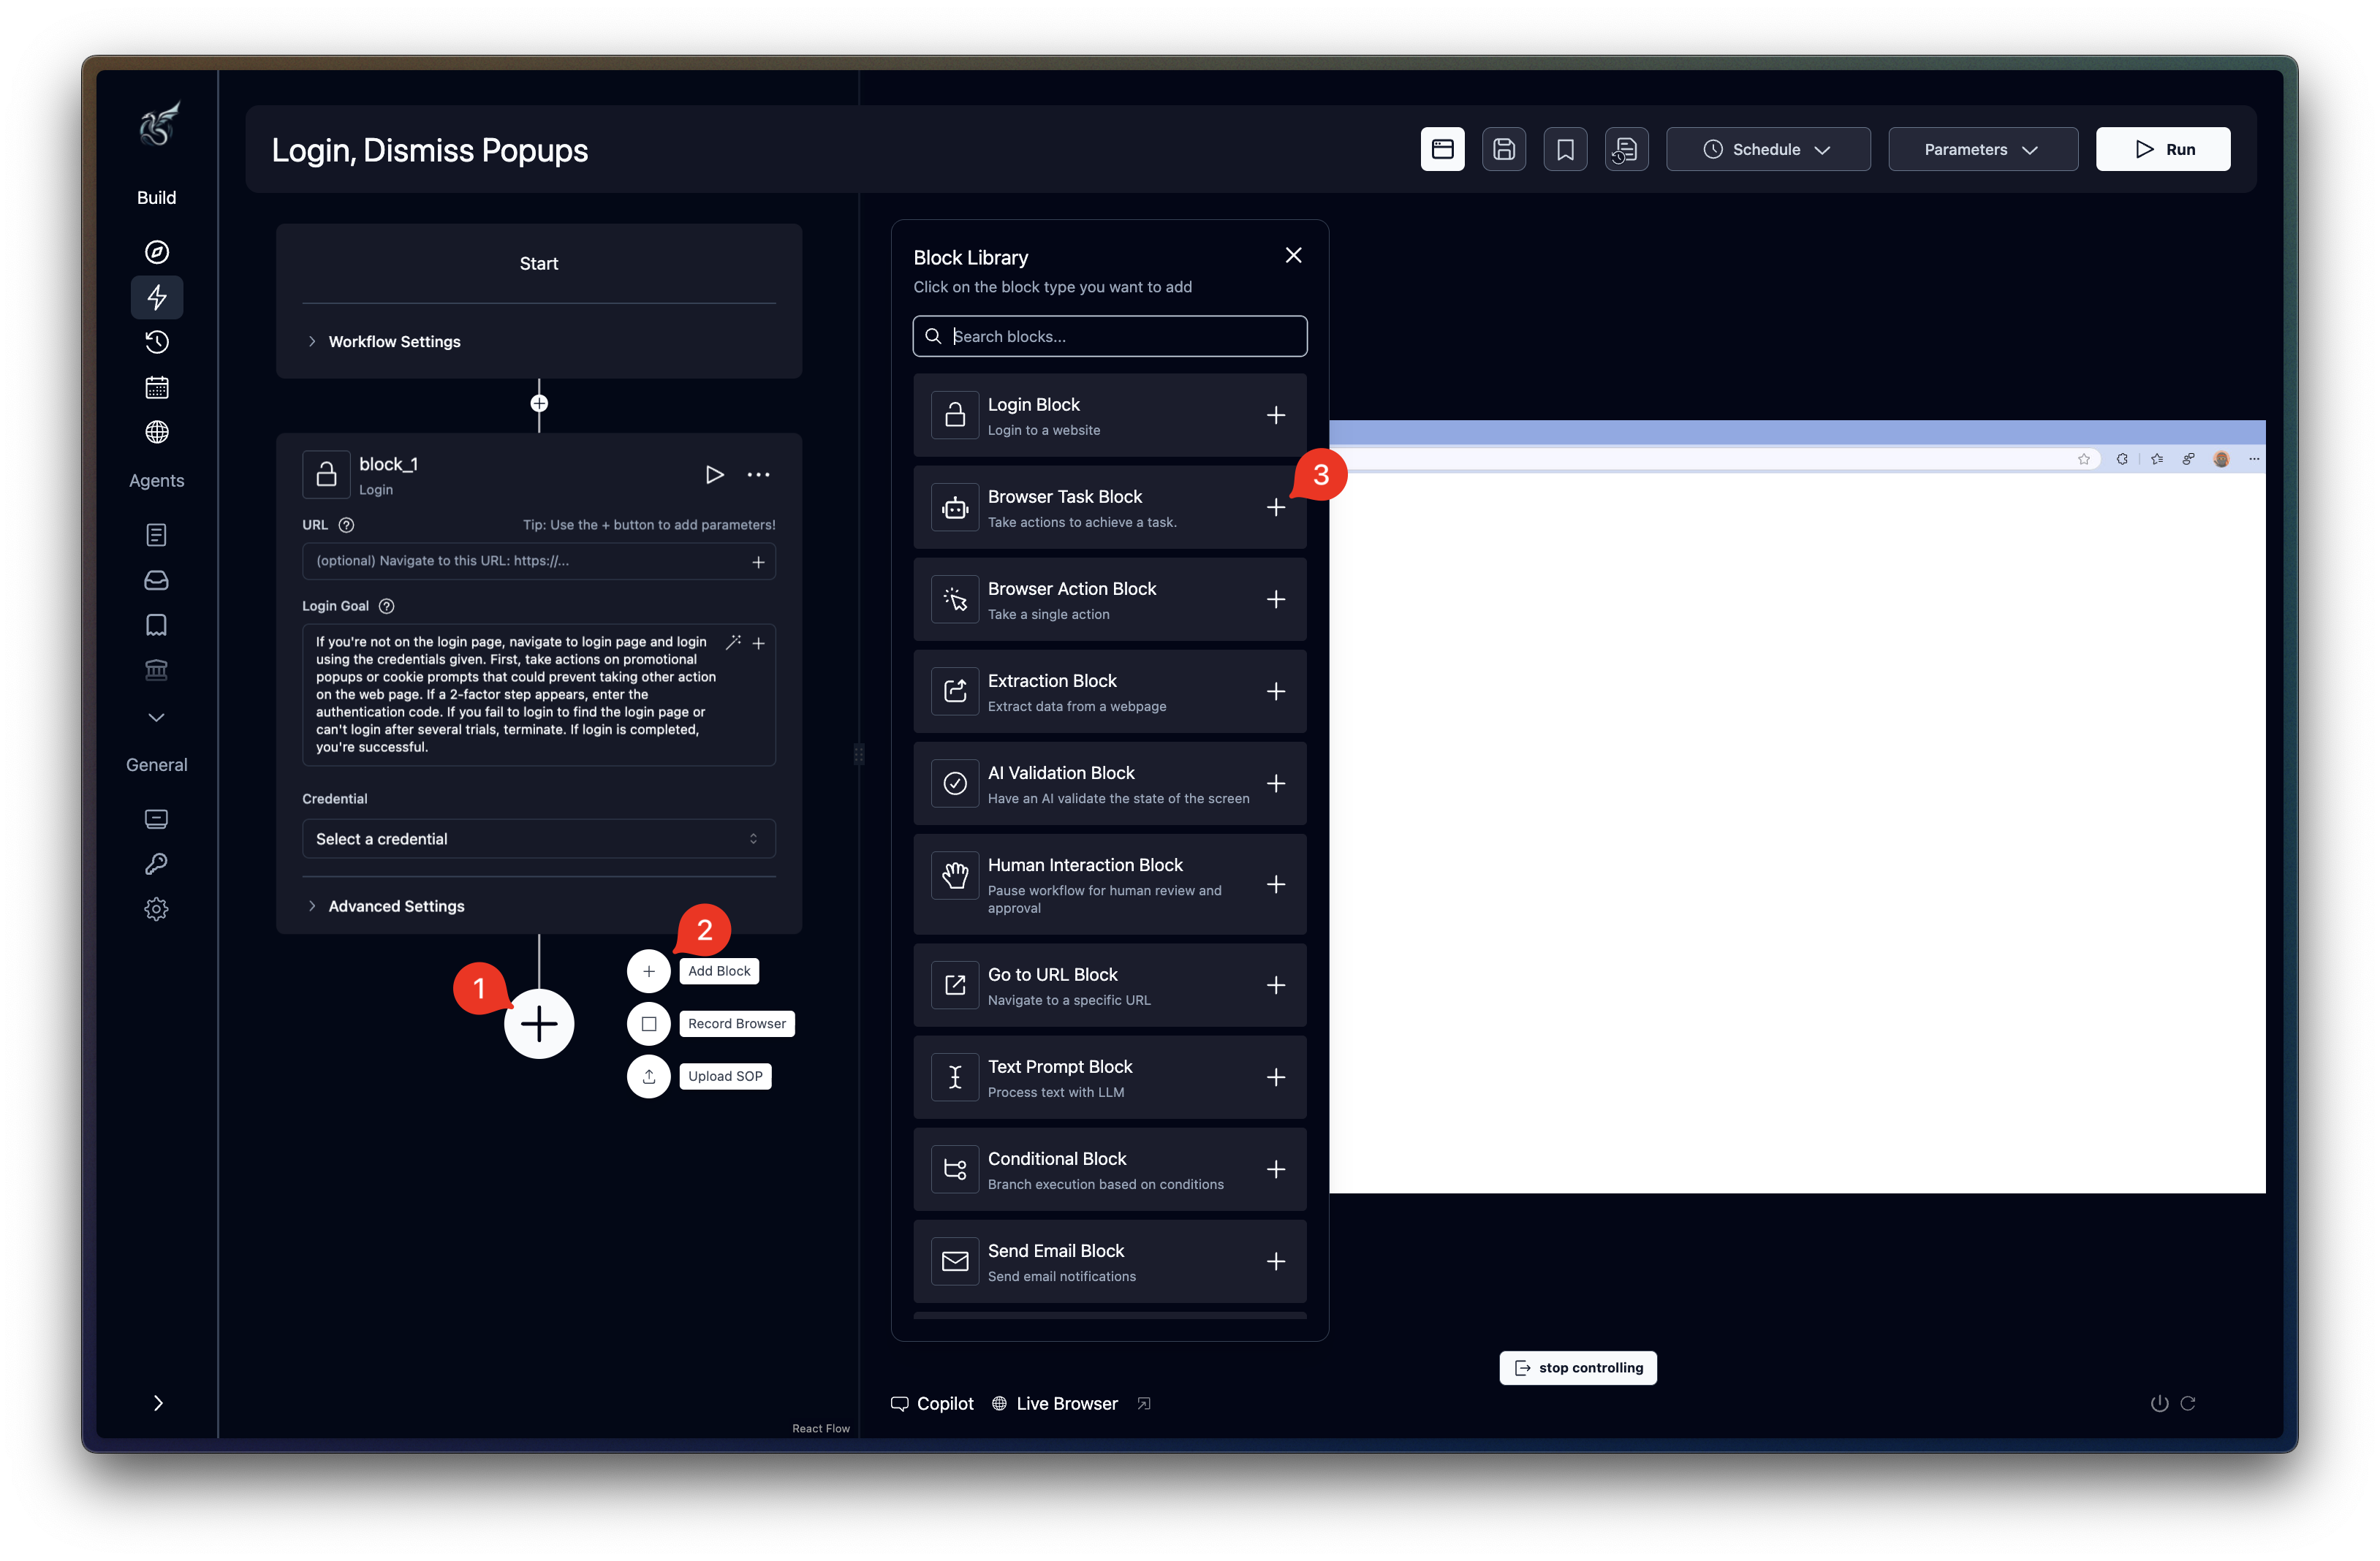 Login, Dismiss Popups
Schedule
Parameters
Run
Build
Agents
General
Start
Workflow Settings
block_1
Login
URL
Tip: Use the + button to add parameters!
(optional) Navigate to this URL: https://...
Login Goal
If you're not on the login page, navigate to login page and login
using the credentials given. First, take actions on promotional
popups or cookie prompts that could prevent taking other action
on the web page. If a 2-factor step appears, enter the
authentication code. If you fail to login to find the login page or
can't login after several trials, terminate. If login is completed,
you're successful.
Credential
Select a credential
Advanced Settings
1
2
Add Block
Record Browser
Upload SOP
React Flow
Block Library
Click on the block type you want to add
Search blocks...
Login Block
Login to a website
3
Browser Task Block
Take actions to achieve a task.
Browser Action Block
Take a single action
Extraction Block
Extract data from a webpage
AI Validation Block
Have an AI validate the state of the screen
Human Interaction Block
Pause workflow for human review and
approval
Go to URL Block
Navigate to a specific URL
Text Prompt Block
Process text with LLM
Conditional Block
Branch execution based on conditions
Send Email Block
Send email notifications
stop controlling
Copilot
Live Browser